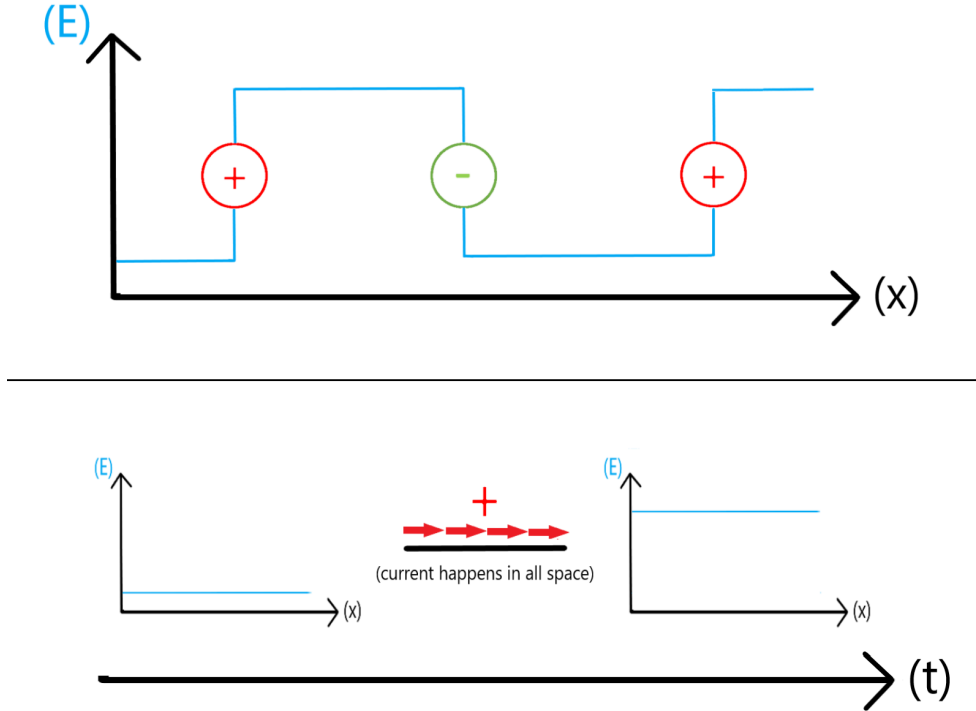 (E)
+
-
+
(x)
(E)
(x)
+
(current happens in all space)
(E)
(x)
(t)